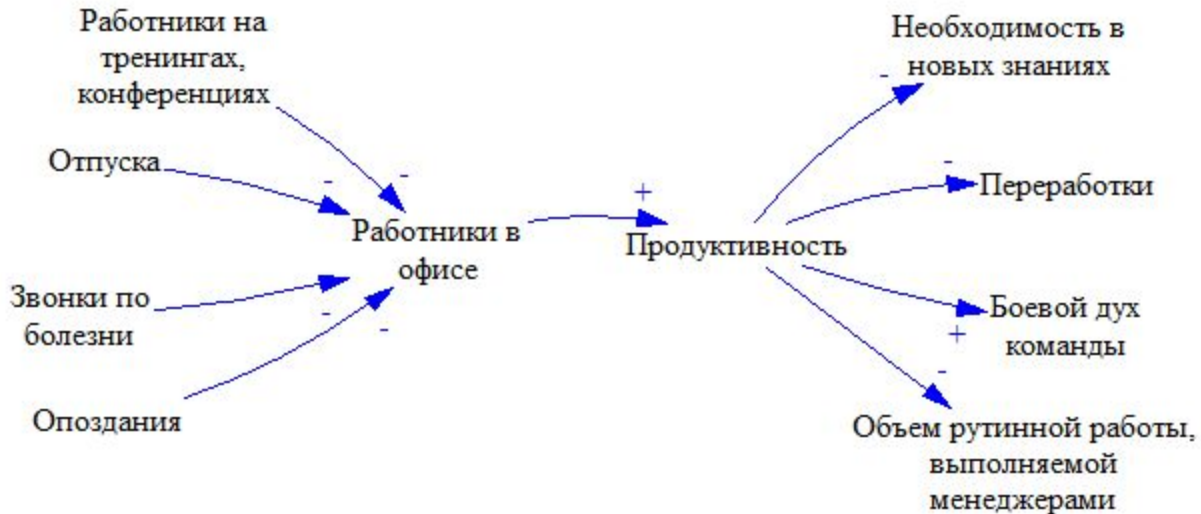 Работники на
тренингах,
конференциях
Отпуска
Звонки по
болезни
Опоздания
-
-
-
-
Работники в
офисе
+
Продуктивность
-
Необходимость в
новых знаниях
-
Переработки
+
Боевой дух
команды
-
Объем рутинной работы,
выполняемой
менеджерами